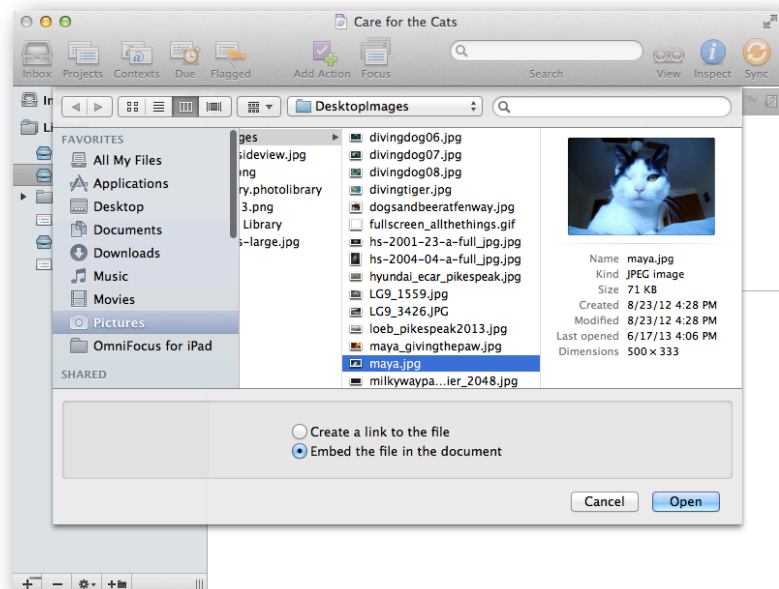 Care for the Cats
Inbox Projects Contexts Due Flagged Add Action Focus Search View Inspect Sync
In
DesktopImages
Li
FAVORITES
All My Files
Applications
Desktop
Documents
Downloads
Music
Movies
Pictures
OmniFocus for iPad
SHARED
ges
sideview.jpg
ong
ry.photolibrary
3.png
Library
s-large.jpg
divingdog06.jpg
divingdog07.jpg
divingdog08.jpg
divingtiger.jpg
dogsandbeeratfenway.jpg
fullscreen_allthethings.gif
hs-2001-23-a-full_jpg.jpg
hs-2004-04-a-full_jpg.jpg
hyundai_ecar_pikespeak.jpg
LG9_1559.jpg
LG9_3426.JPG
loeb_pikespeak2013.jpg
maya_givingthepaw.jpg
maya.jpg
milkywaypa...ier_2048.jpg
Name maya.jpg
Kind JPEG image
Size 71 KB
Created 8/23/12 4:28 PM
Modified 8/23/12 4:28 PM
Last opened 6/17/13 4:06 PM
Dimensions 500 × 333
Create a link to the file
Embed the file in the document
Cancel Open